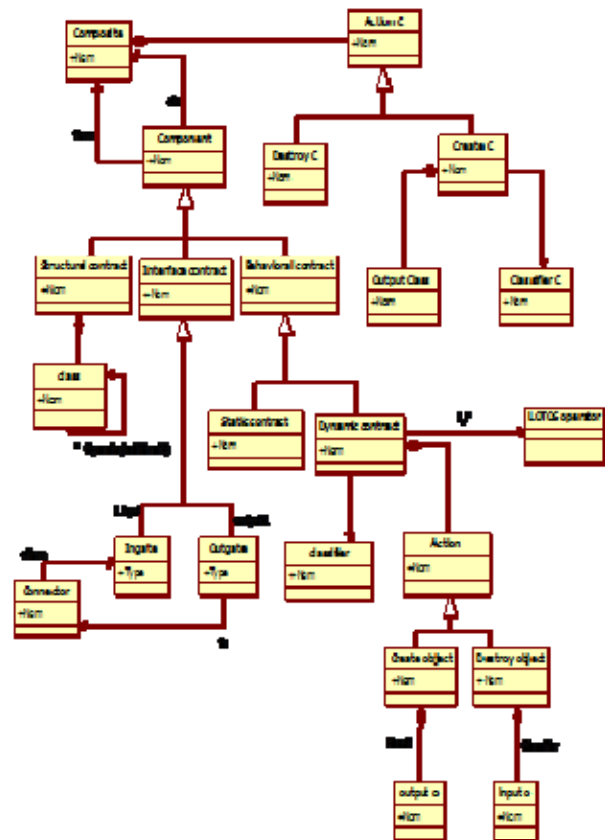 Composite
+Nom
Action C
+Nom
Component
+Nom
Destroy C
+Nom
Create C
+Nom
Structural contract
+Nom
Interface contract
+Nom
Behavioral contract
+Nom
Output Class
+Nom
Classifier C
+Nom
class
+Nom
Static contract
+Nom
Dynamic contract
+Nom
LOTOS operator
Ingate
+Type
Outgate
+Type
classifier
+Nom
Action
+Nom
Connector
+Nom
Create object
+Nom
Destroy object
+Nom
output o
+Nom
Input o
+Nom